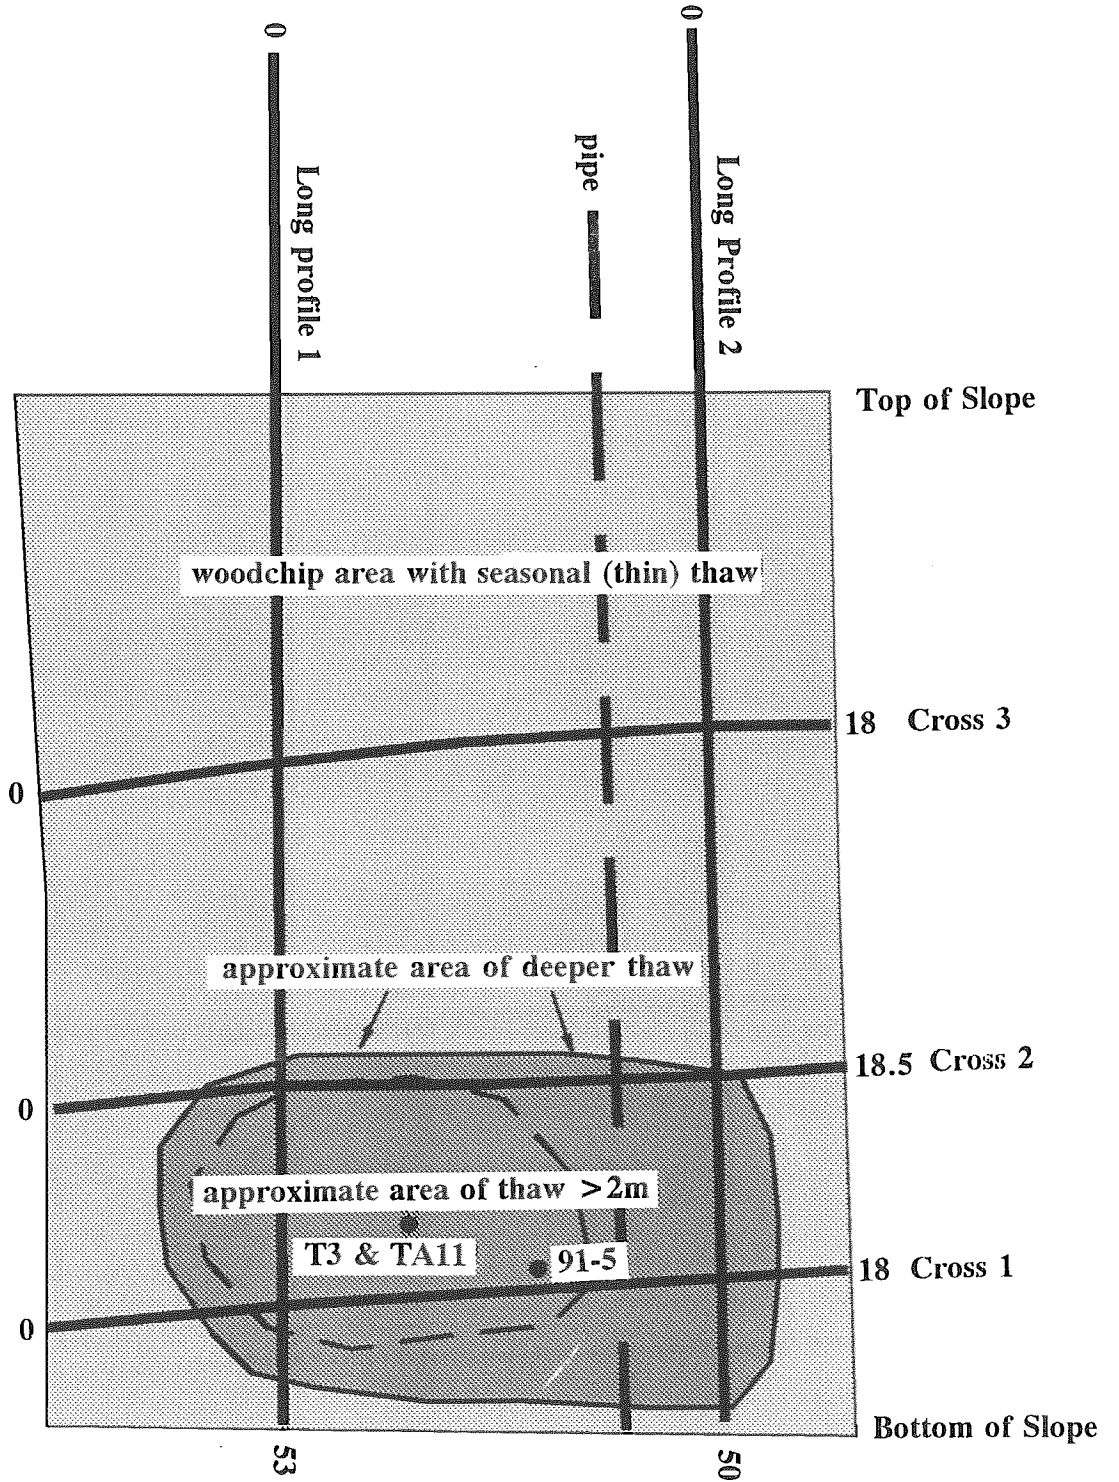 0
0
pipe
Long profile 1
Long Profile 2
Top of Slope
woodchip area with seasonal (thin) thaw
18 Cross 3
0
approximate area of deeper thaw
18.5 Cross 2
0
approximate area of thaw >2m
T3 & TA11
91-5
18 Cross 1
0
Bottom of Slope
53
50